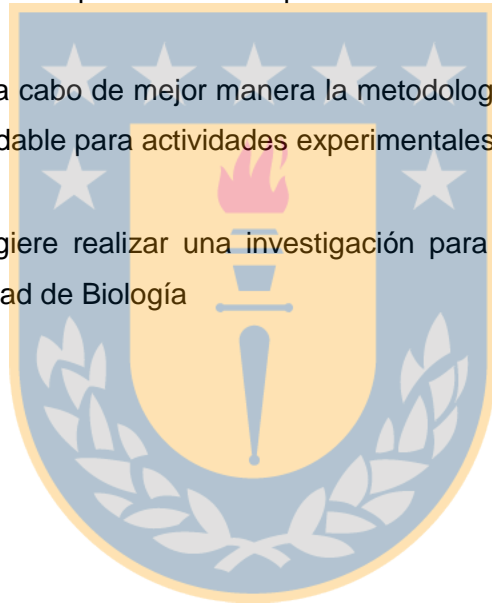 a cabo de mejor manera la metodolog
dable para actividades experimentales
giere realizar una investigación para
ad de Biología